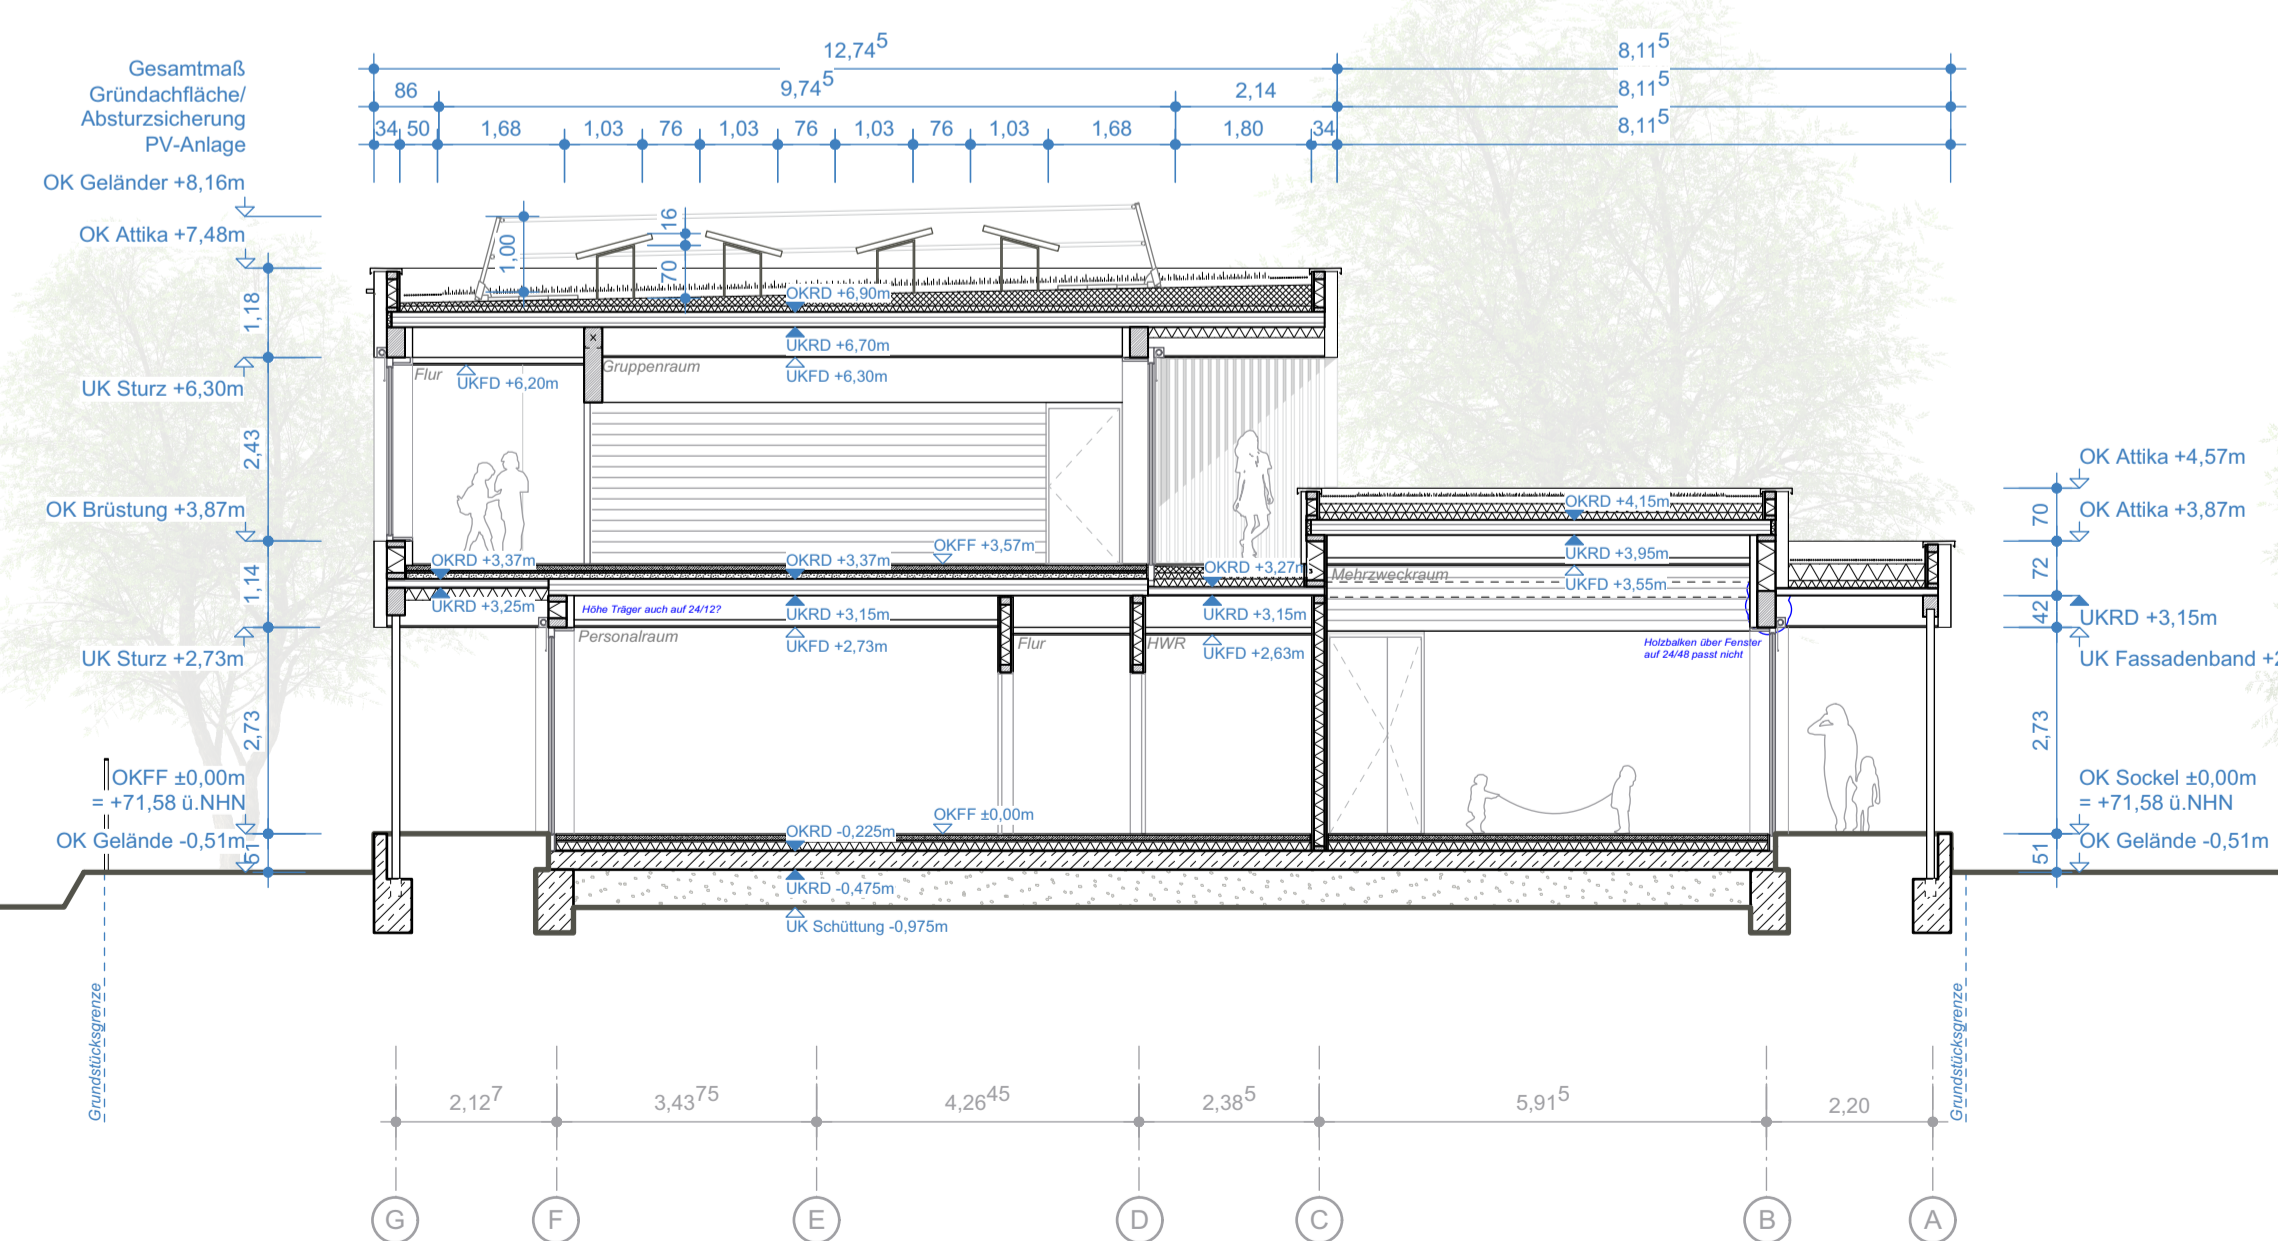 12,74⁵
8,11⁵
Gesamtmaß
86
9,74⁵
2,14
8,11⁵
Gründachfläche/
Absturzsicherung
34
50
1,68
1,03
76
1,03
76
1,03
76
1,03
1,68
1,80
34
8,11⁵
PV-Anlage
OK Geländer +8,16m
OK Attika +7,48m
1,00
16
70
OKRD +6,90m
1,18
UKRD +6,70m
Flur
UKFD +6,20m
Gruppenraum
UKFD +6,30m
UK Sturz +6,30m
2,43
OK Brüstung +3,87m
OK Attika +4,57m
OKRD +4,15m
70
OK Attika +3,87m
OKFF +3,57m
OKRD +3,37m
OKRD +3,37m
OKRD +3,27m
UKRD +3,95m
Mehrzweckraum
UKFD +3,55m
72
1,14
UKRD +3,25m
Höhe Träger auch auf 24/12?
UKRD +3,15m
UKRD +3,15m
42
UKRD +3,15m
Personalraum
UKFD +2,73m
Flur
HWR
UKFD +2,63m
Holzbalken über Fenster
auf 24/48 passt nicht
UK Sturz +2,73m
UK Fassadenband +2
2,73
2,73
OKFF ±0,00m
= +71,58 ü.NHN
OK Sockel ±0,00m
= +71,58 ü.NHN
OKRD -0,225m
OKFF ±0,00m
OK Gelände -0,51m
51
51
OK Gelände -0,51m
UKRD -0,475m
UK Schüttung -0,975m
Grundstücksgrenze
Grundstücksgrenze
2,12⁷
3,43⁷⁵
4,26⁴⁵
2,38⁵
5,91⁵
2,20
G
F
E
D
C
B
A